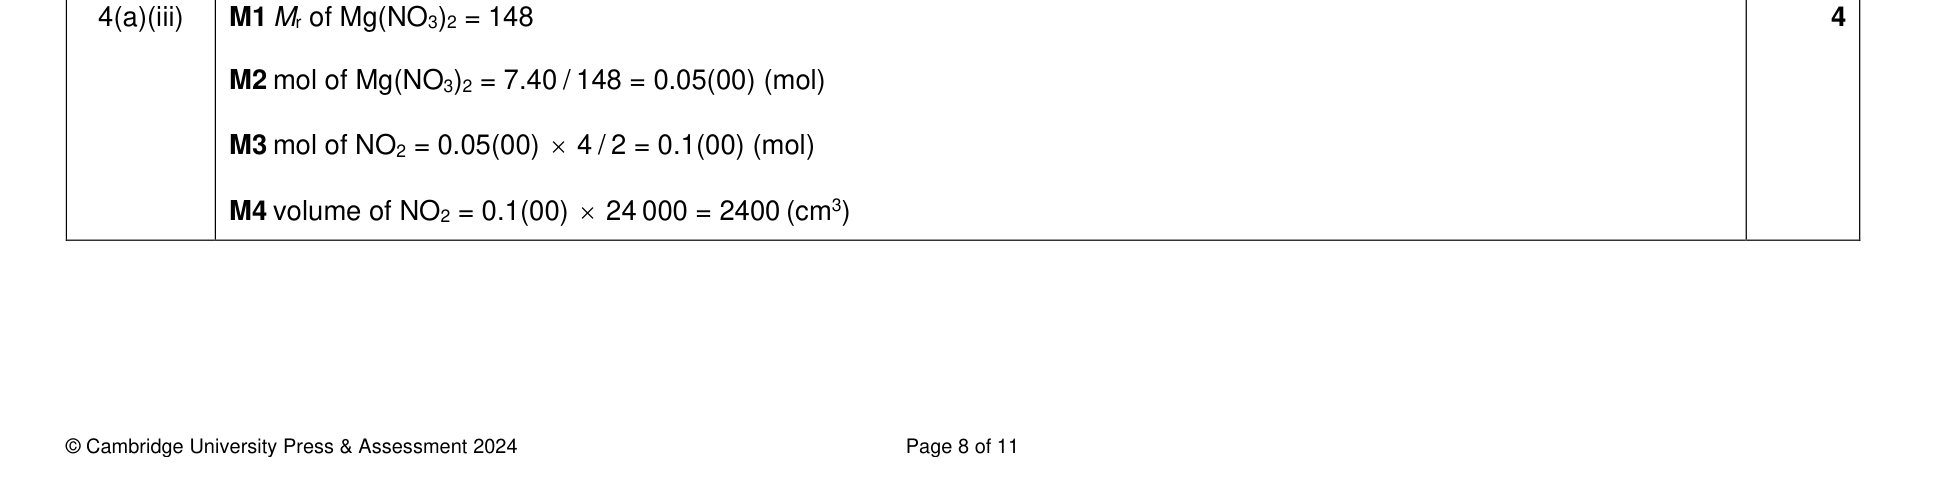 4(a)(iii) M1 Mr of Mg(NO3)2 = 148 4
M2 mol of Mg(NO3)2 = 7.40 / 148 = 0.05(00) (mol)
M3 mol of NO2 = 0.05(00) × 4 / 2 = 0.1(00) (mol)
M4 volume of NO2 = 0.1(00) × 24 000 = 2400 (cm³)
© Cambridge University Press & Assessment 2024 Page 8 of 11